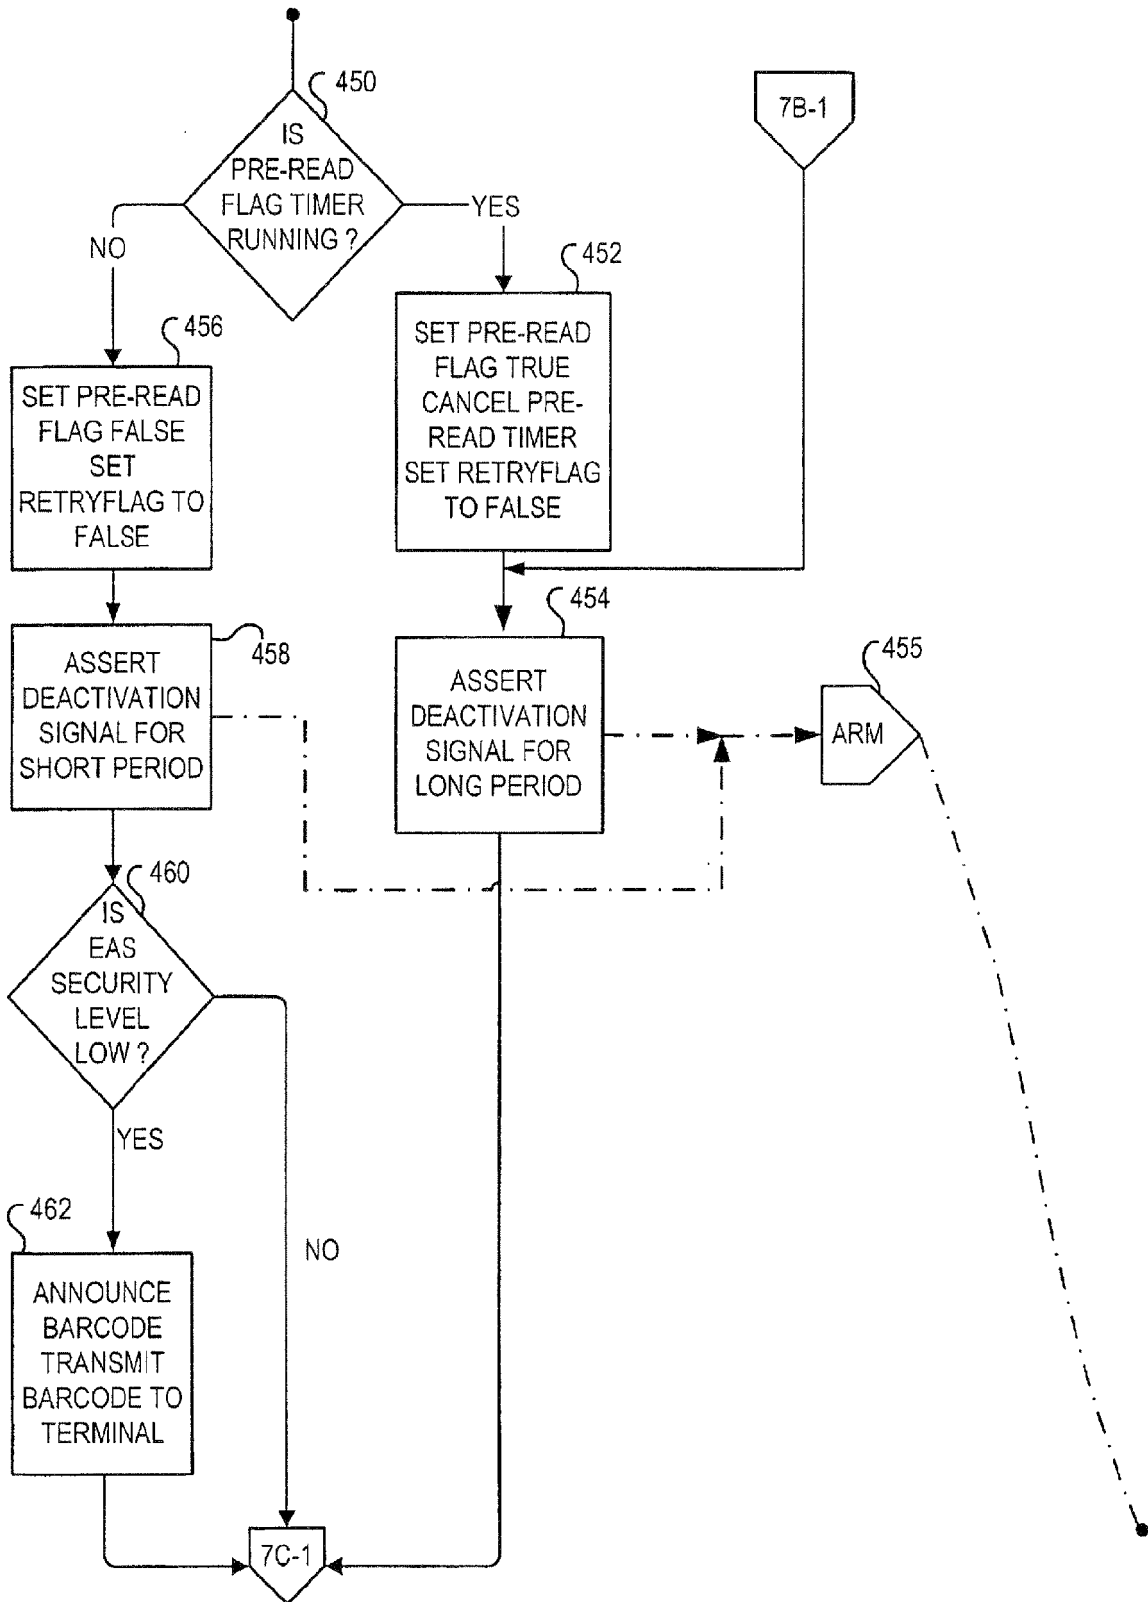 450
IS
PRE-READ
FLAG TIMER
RUNNING ?
7B-1
YES
NO
452
SET PRE-READ
FLAG TRUE
CANCEL PRE-
READ TIMER
SET RETRYFLAG
TO FALSE
456
SET PRE-READ
FLAG FALSE
SET
RETRYFLAG TO
FALSE
454
ASSERT
DEACTIVATION
SIGNAL FOR
LONG PERIOD
458
ASSERT
DEACTIVATION
SIGNAL FOR
SHORT PERIOD
455
ARM
460
IS
EAS
SECURITY
LEVEL
LOW ?
YES
NO
462
ANNOUNCE
BARCODE
TRANSMIT
BARCODE TO
TERMINAL
7C-1